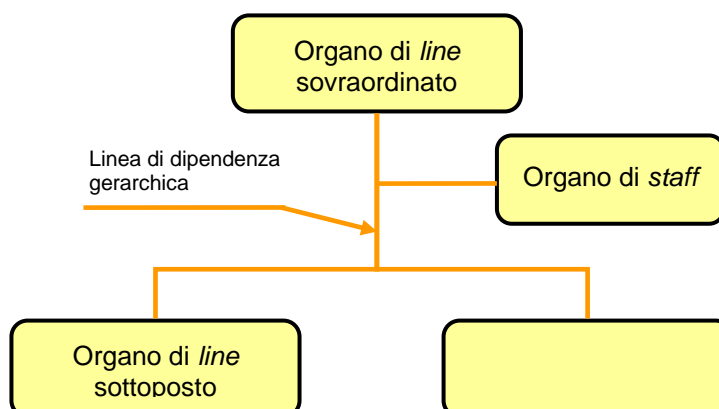 Organo di line
sovraordinato
Linea di dipendenza
gerarchica
Organo di staff
Organo di line
sottoposto